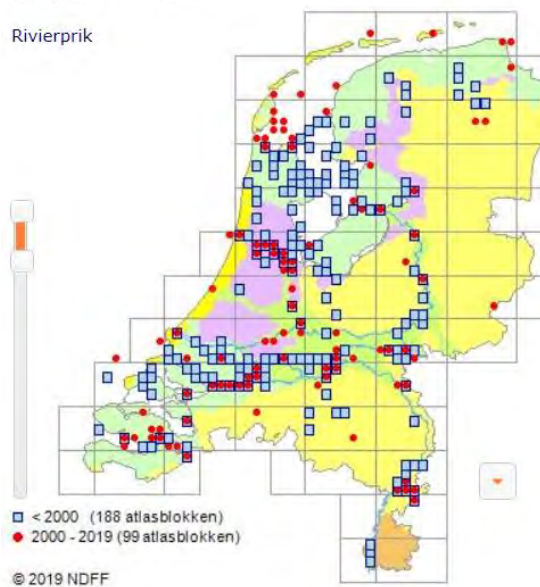 Rivierprik
< 2000 (188 atlasblokken)
2000 - 2019 (99 atlasblokken)
© 2019 NDFF